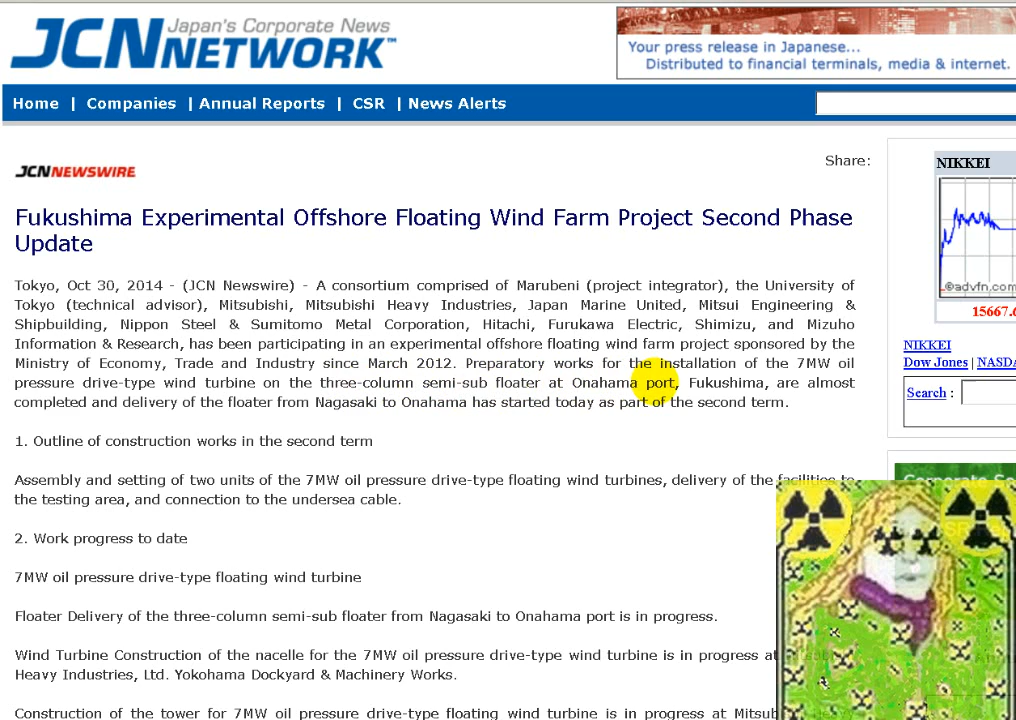 Japan's Corporate News
JCN NETWORK™
Your press release in Japanese...
Distributed to financial terminals, media & internet.
Home | Companies | Annual Reports | CSR | News Alerts
Share:
JCN NEWSWIRE
Fukushima Experimental Offshore Floating Wind Farm Project Second Phase
Update
Tokyo, Oct 30, 2014 - (JCN Newswire) - A consortium comprised of Marubeni (project integrator), the University of
Tokyo (technical advisor), Mitsubishi, Mitsubishi Heavy Industries, Japan Marine United, Mitsui Engineering &
Shipbuilding, Nippon Steel & Sumitomo Metal Corporation, Hitachi, Furukawa Electric, Shimizu, and Mizuho
Information & Research, has been participating in an experimental offshore floating wind farm project sponsored by the
Ministry of Economy, Trade and Industry since March 2012. Preparatory works for the installation of the 7MW oil
pressure drive-type wind turbine on the three-column semi-sub floater at Onahama port, Fukushima, are almost
completed and delivery of the floater from Nagasaki to Onahama has started today as part of the second term.
1. Outline of construction works in the second term
Assembly and setting of two units of the 7MW oil pressure drive-type floating wind turbines, delivery of the facilities to
the testing area, and connection to the undersea cable.
2. Work progress to date
7MW oil pressure drive-type floating wind turbine
Floater Delivery of the three-column semi-sub floater from Nagasaki to Onahama port is in progress.
Wind Turbine Construction of the nacelle for the 7MW oil pressure drive-type wind turbine is in progress at
Heavy Industries, Ltd. Yokohama Dockyard & Machinery Works.
Construction of the tower for 7MW oil pressure drive-type floating wind turbine is in progress at Mitsub
NIKKEI
©advfn.com
15667.6
NIKKEI
Dow Jones | NASDA
Search :